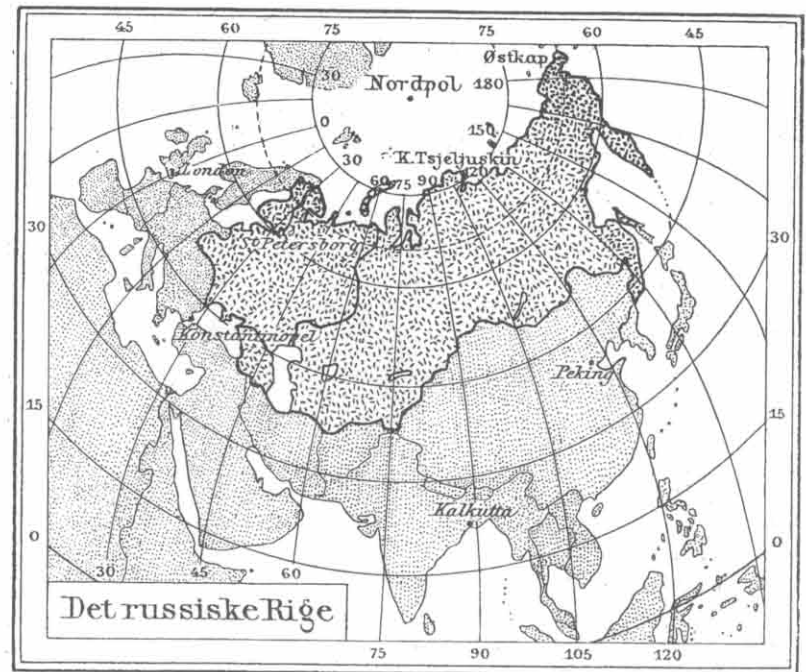 45 60 75 75 60 45
Østkap
30 Nordpol 180
0 15
30 K. Tsjeljuskin
60 75 90 120
London
30 St Petersborg 30
Konstantinopel
Peking
15 15
Kalkutta
0 0
30 45 60
Det russiske Rige
75 90 105 120